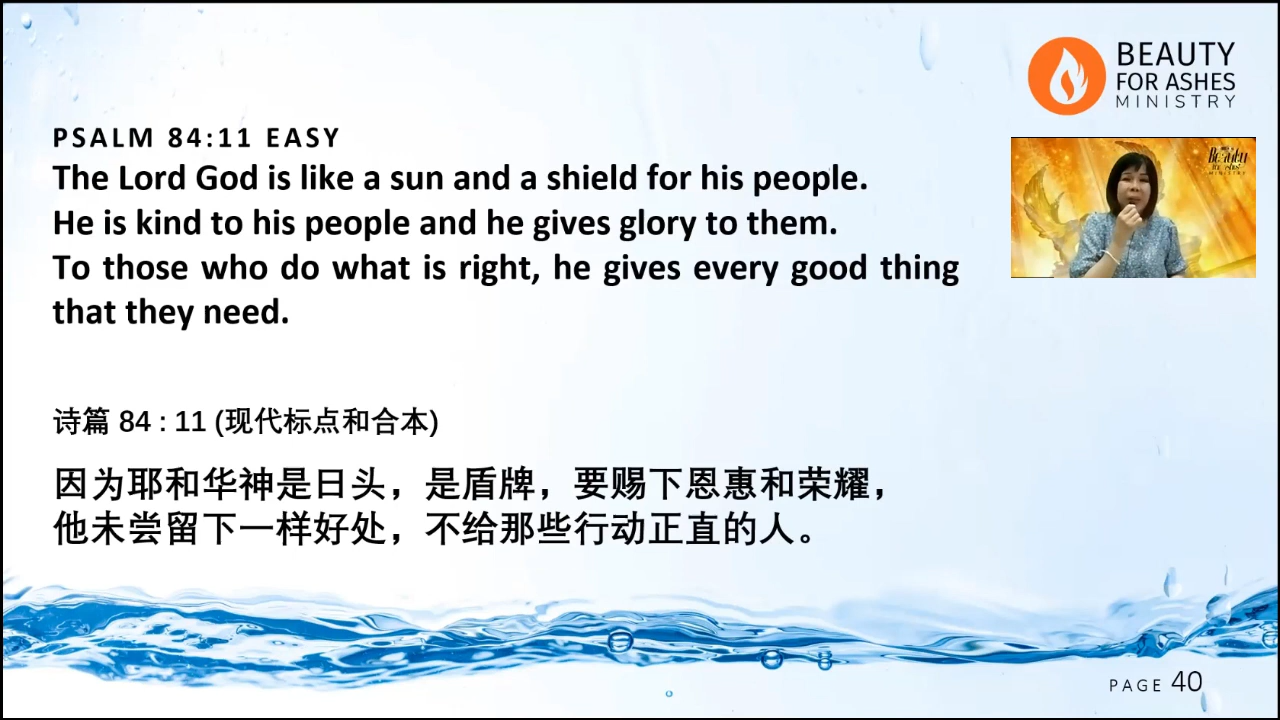 BEAUTY
FOR ASHES
MINISTRY
PSALM 84:11 EASY
The Lord God is like a sun and a shield for his people.
He is kind to his people and he gives glory to them.
To those who do what is right, he gives every good thing
that they need.
诗篇 84 : 11 (现代标点和合本)
因为耶和华神是日头，是盾牌，要赐下恩惠和荣耀，
他未尝留下一样好处，不给那些行动正直的人。
PAGE 40